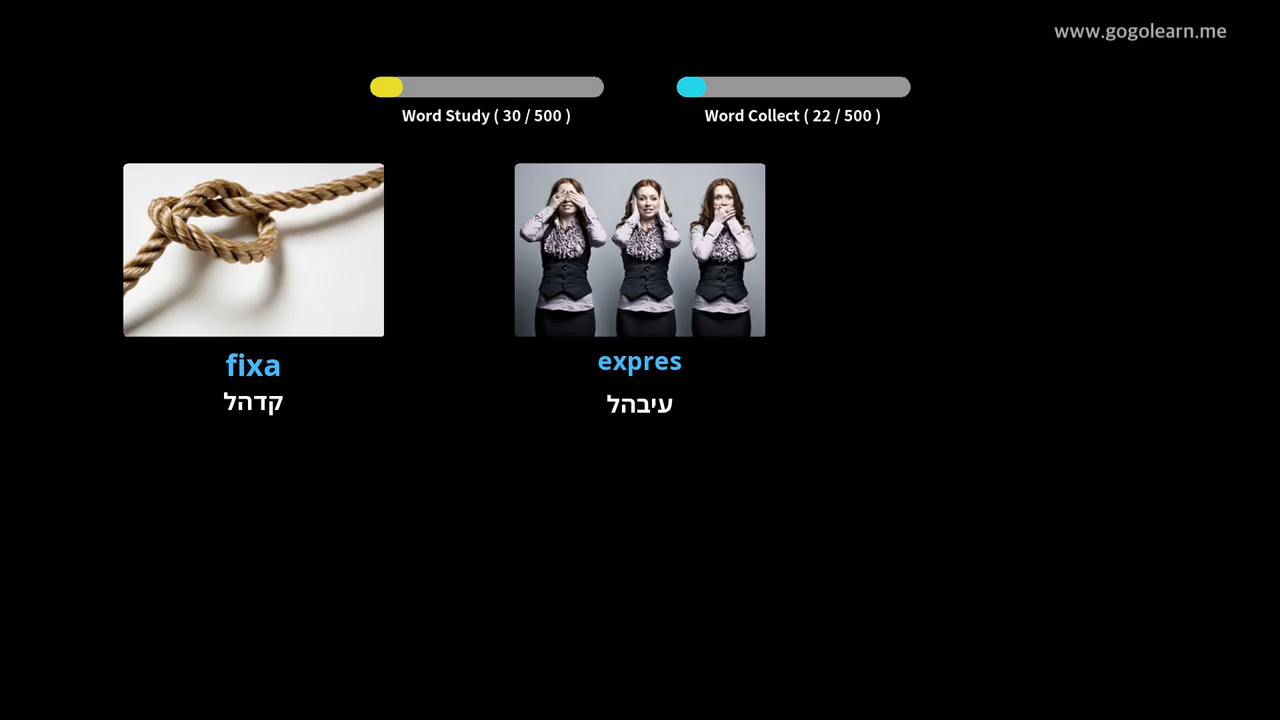 www.gogolearn.me
Word Study ( 30 / 500 )
Word Collect ( 22 / 500 )
fixa
קדהל
expres
עיבהל